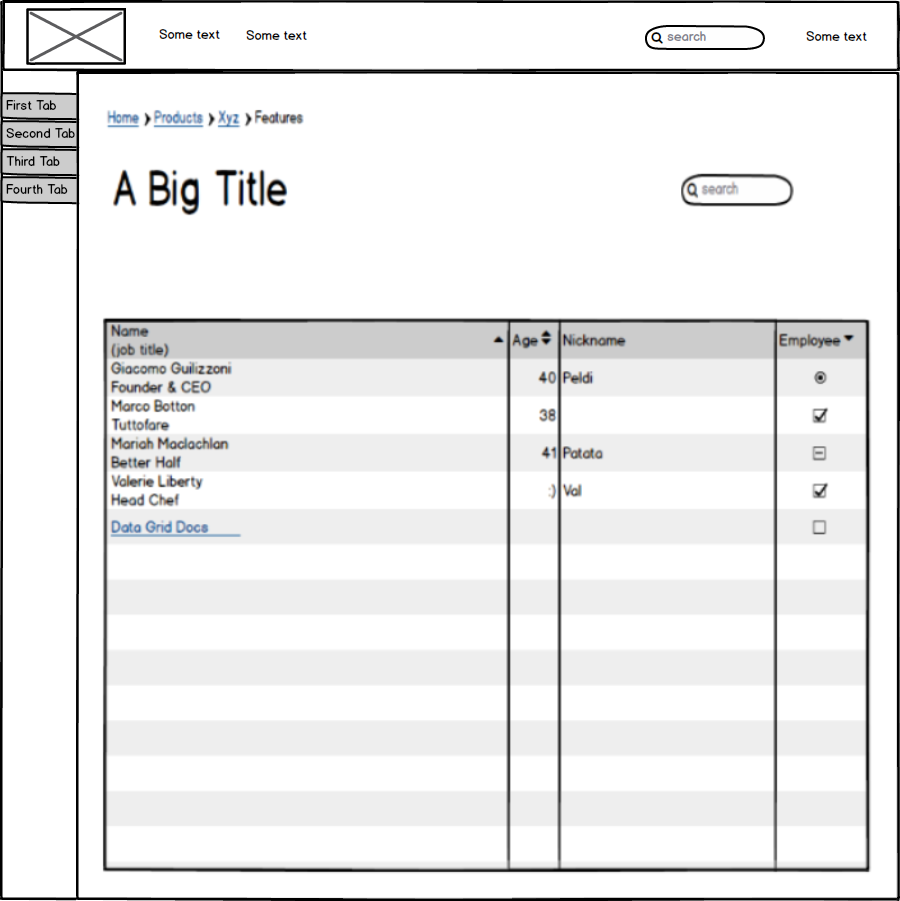 Some text Some text search Some text
First Tab
Second Tab
Third Tab
Fourth Tab
Home ❯ Products ❯ Xyz ❯ Features
A Big Title
search
Name
(job title)
Age Nickname Employee
Giacomo Guilizzoni
Founder & CEO
40 Peldi
Marco Botton
Tuttofare
38
Mariah Maclachlan
Better Half
41 Patata
Valerie Liberty
Head Chef
:) Val
Data Grid Docs